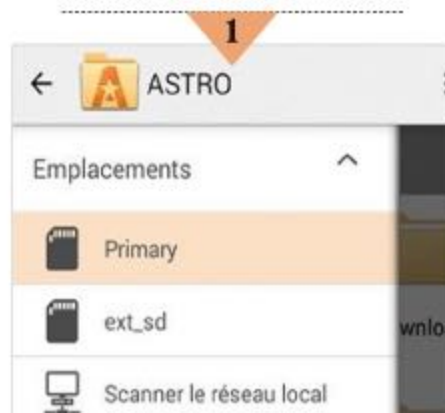 1
ASTRO
Emplacements
Primary
ext_sd
wnlo
Scanner le réseau local